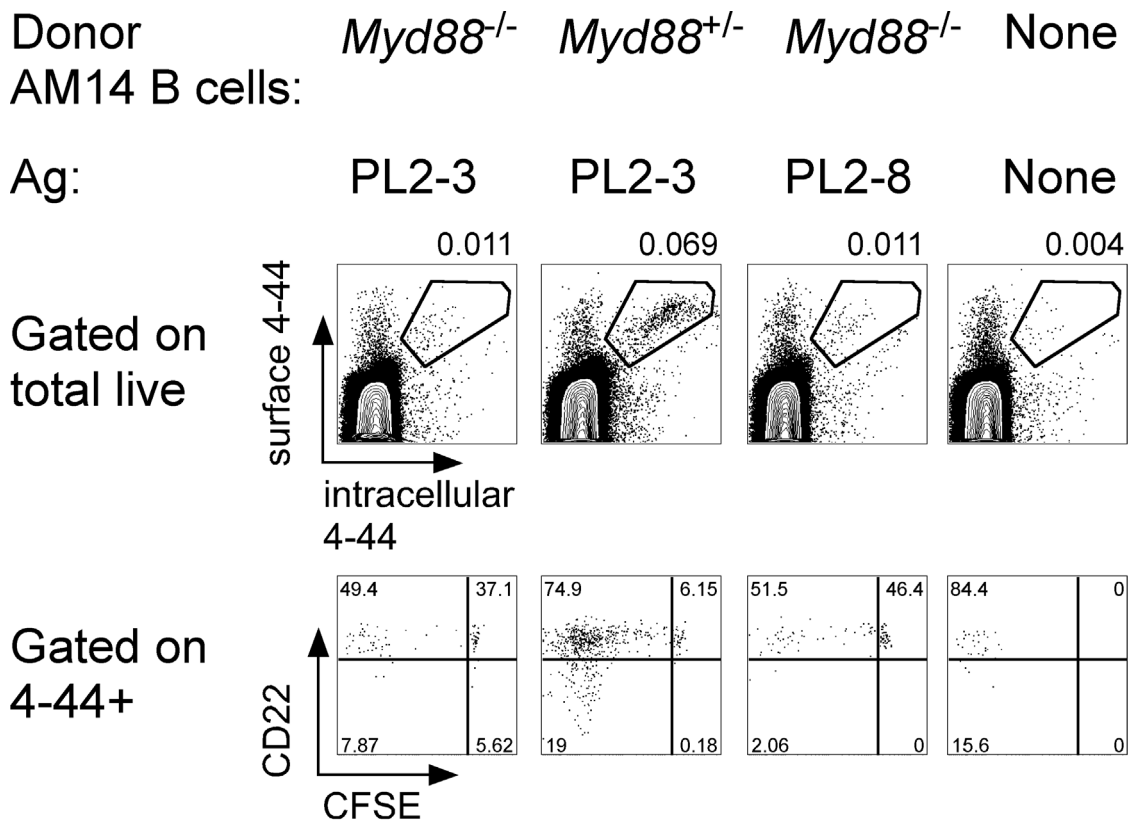 Donor
AM14 B cells:
Myd88-/- Myd88+/- Myd88-/- None
Ag: PL2-3 PL2-3 PL2-8 None
0.011 0.069 0.011 0.004
Gated on
total live
surface 4-44
intracellular
4-44
49.4 37.1 74.9 6.15 51.5 46.4 84.4 0
Gated on
4-44+
CD22
7.87 5.62 19 0.18 2.06 0 15.6 0
CFSE